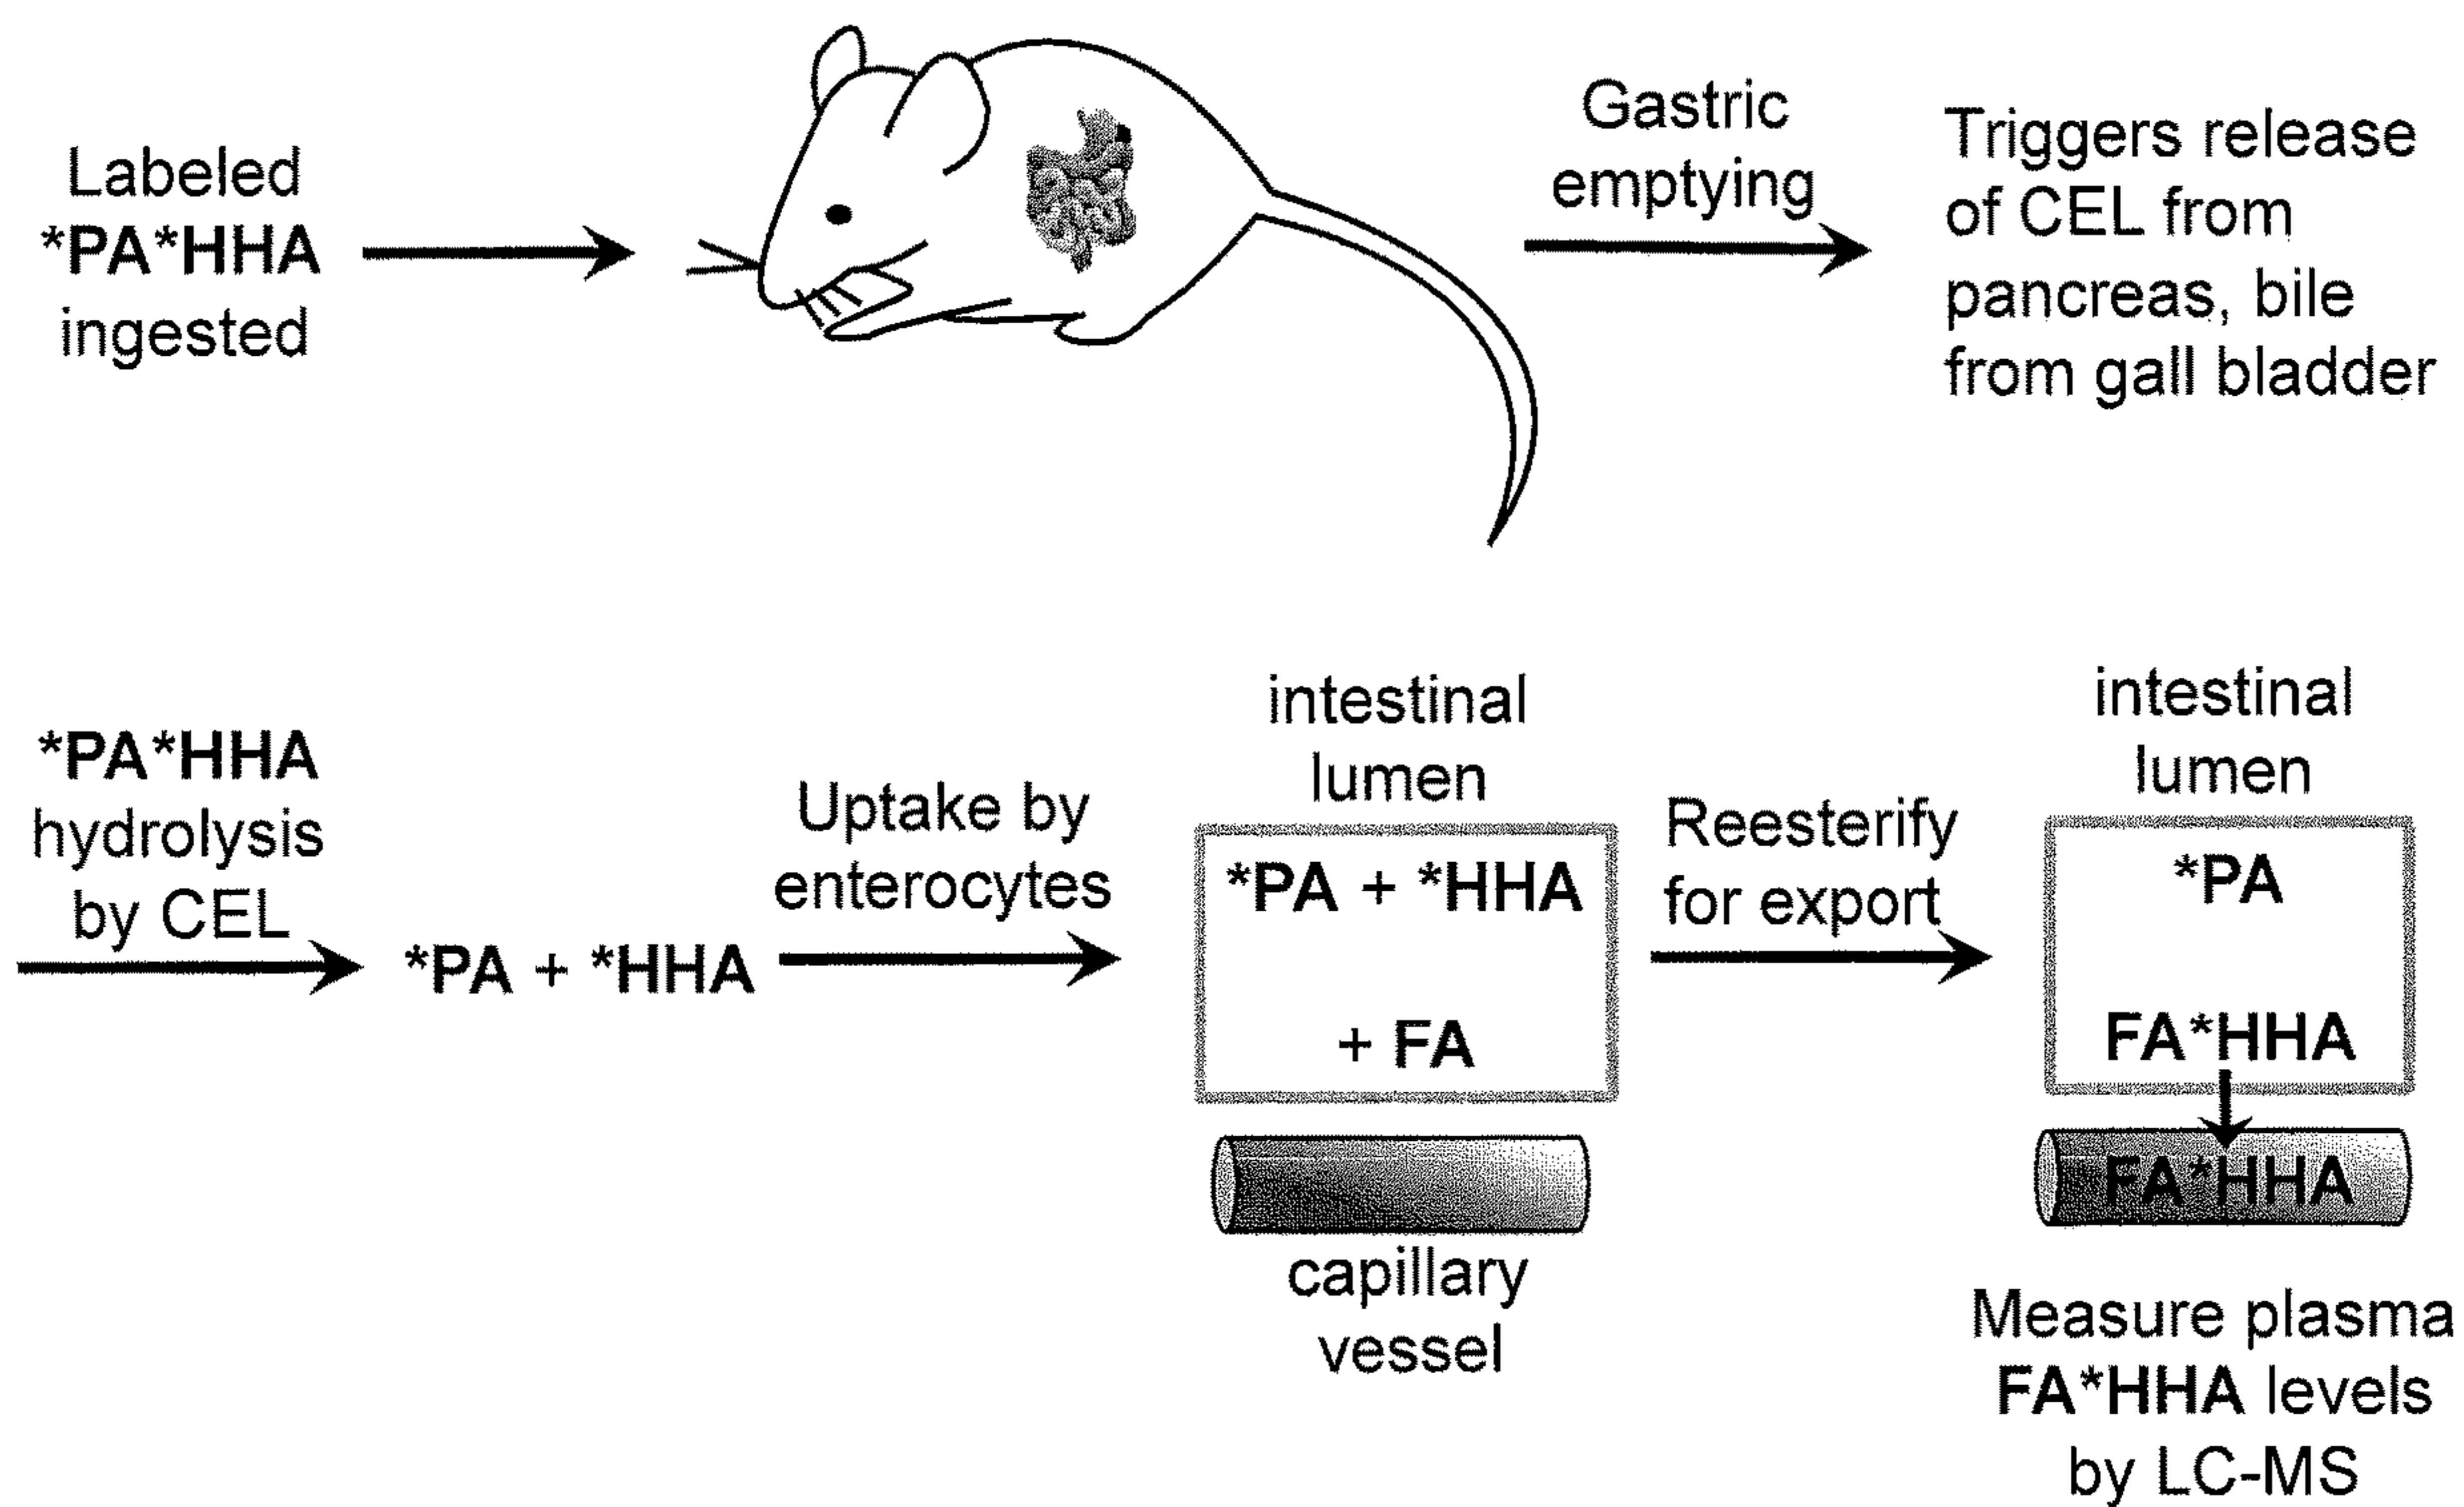 Labeled
*PA*HHA
ingested
Gastric
emptying
Triggers release
of CEL from
pancreas, bile
from gall bladder
*PA*HHA
hydrolysis
by CEL
*PA + *HHA
Uptake by
enterocytes
intestinal
lumen
*PA + *HHA
+ FA
capillary
vessel
Reesterify
for export
intestinal
lumen
*PA
FA*HHA
FA*HHA
Measure plasma
FA*HHA levels
by LC-MS